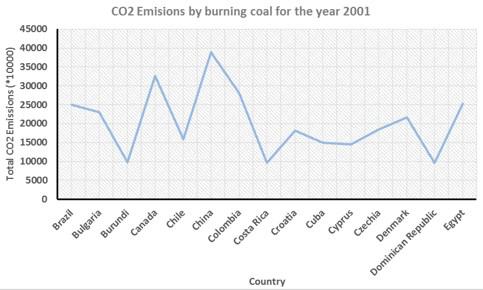 CO2 Emisions by burning coal for the year 2001
Total CO2 Emissions (*10000)
45000
40000
35000
30000
25000
20000
15000
10000
5000
0
Brazil
Bulgaria
Burundi
Canada
Chile
China
Colombia
Costa Rica
Croatia
Cuba
Cyprus
Czechia
Denmark
Dominican Republic
Egypt
Country